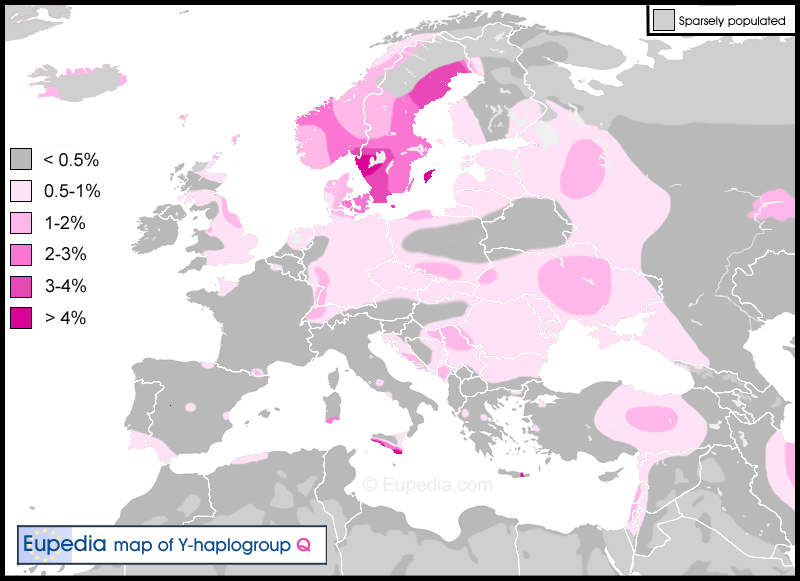 Sparsely populated
< 0.5%
0.5-1%
1-2%
2-3%
3-4%
> 4%
© Eupedia.com
Eupedia map of Y-haplogroup Q